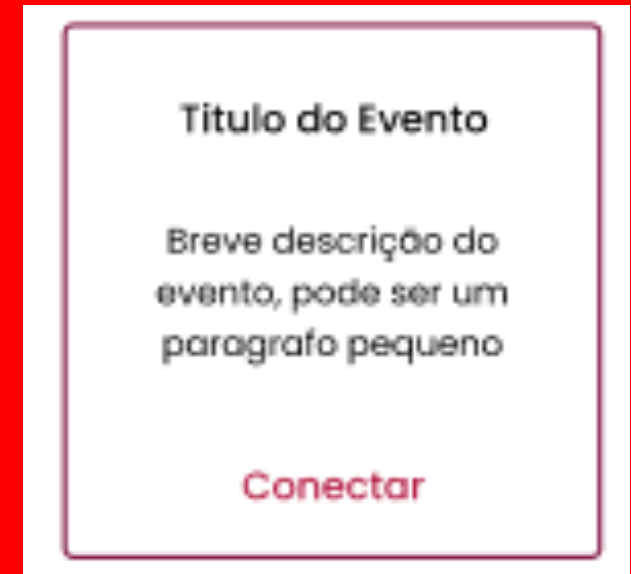 Titulo do Evento
Breve descrição do
evento, pode ser um
paragrafo pequeno
Conectar